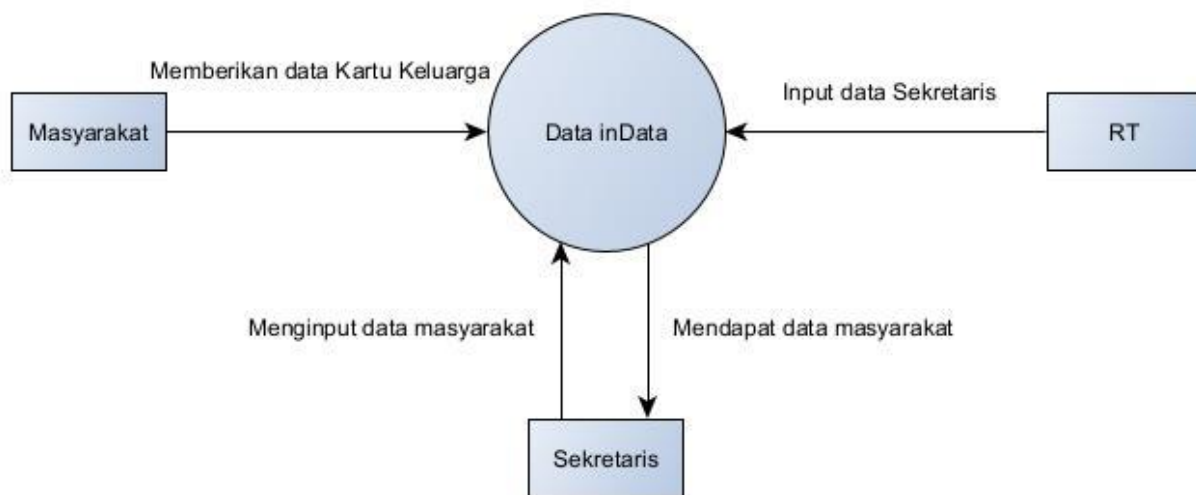 Memberikan data Kartu Keluarga
Input data Sekretaris
Masyarakat
Data inData
RT
Menginput data masyarakat
Mendapat data masyarakat
Sekretaris